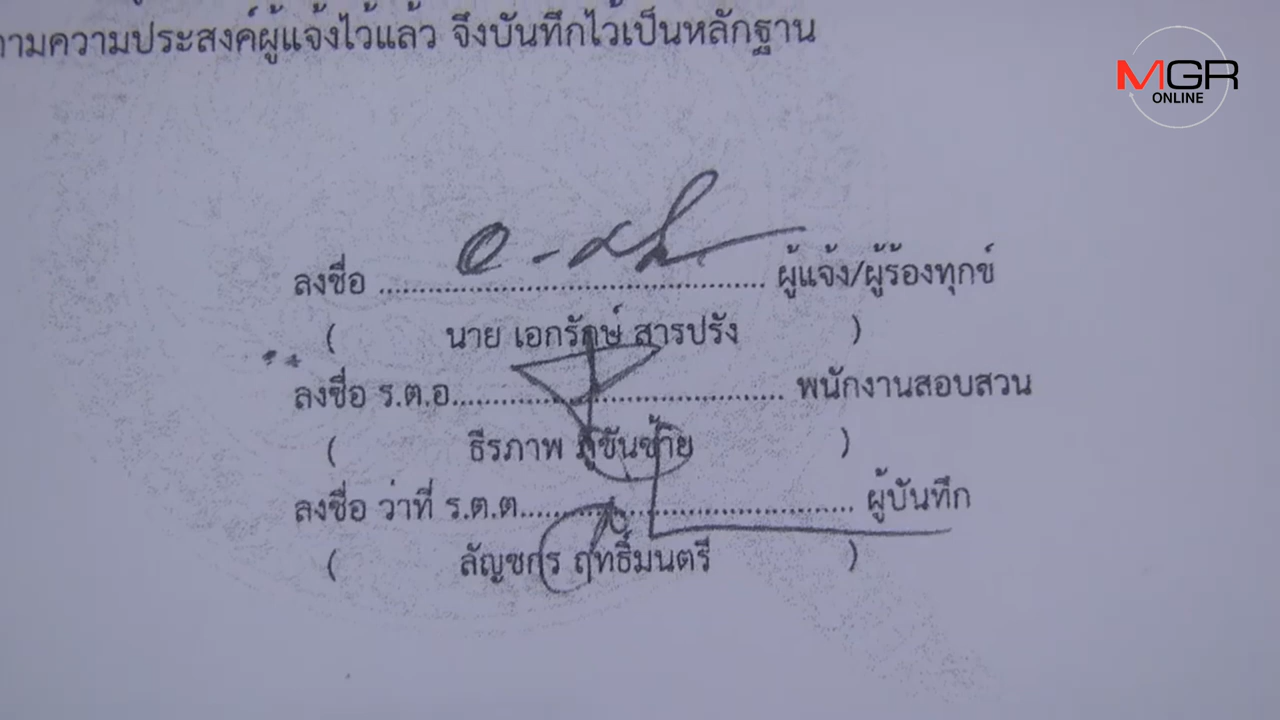 ตามความประสงค์ผู้แจ้งไว้แล้ว จึงบันทึกไว้เป็นหลักฐาน
MGR
ONLINE
ลงชื่อ ........................................ ผู้แจ้ง/ผู้ร้องทุกข์
( นาย เอกรักษ์ สารปรัง )
ลงชื่อ ร.ต.อ.................................... พนักงานสอบสวน
( ธีรภาพ )
ลงชื่อ ว่าที่ ร.ต.ต.................................... ผู้บันทึก
( ลัญชกร ฤทธิ์มนตรี )